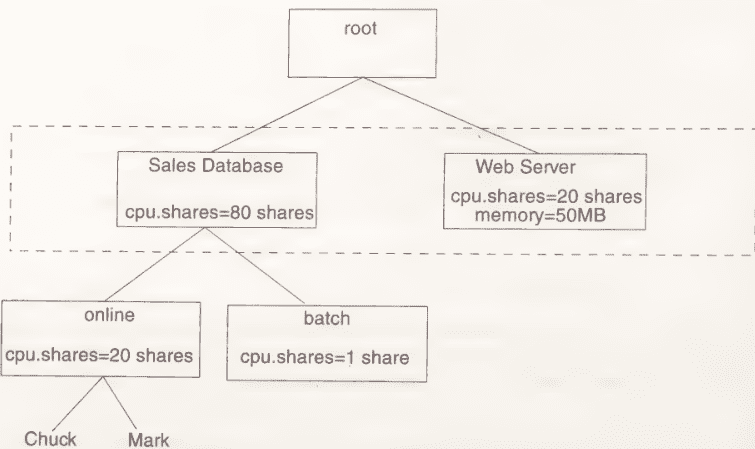 root
Sales Database
cpu.shares=80 shares
Web Server
cpu.shares=20 shares
memory=50MB
online
cpu.shares=20 shares
batch
cpu.shares=1 share
Chuck
Mark